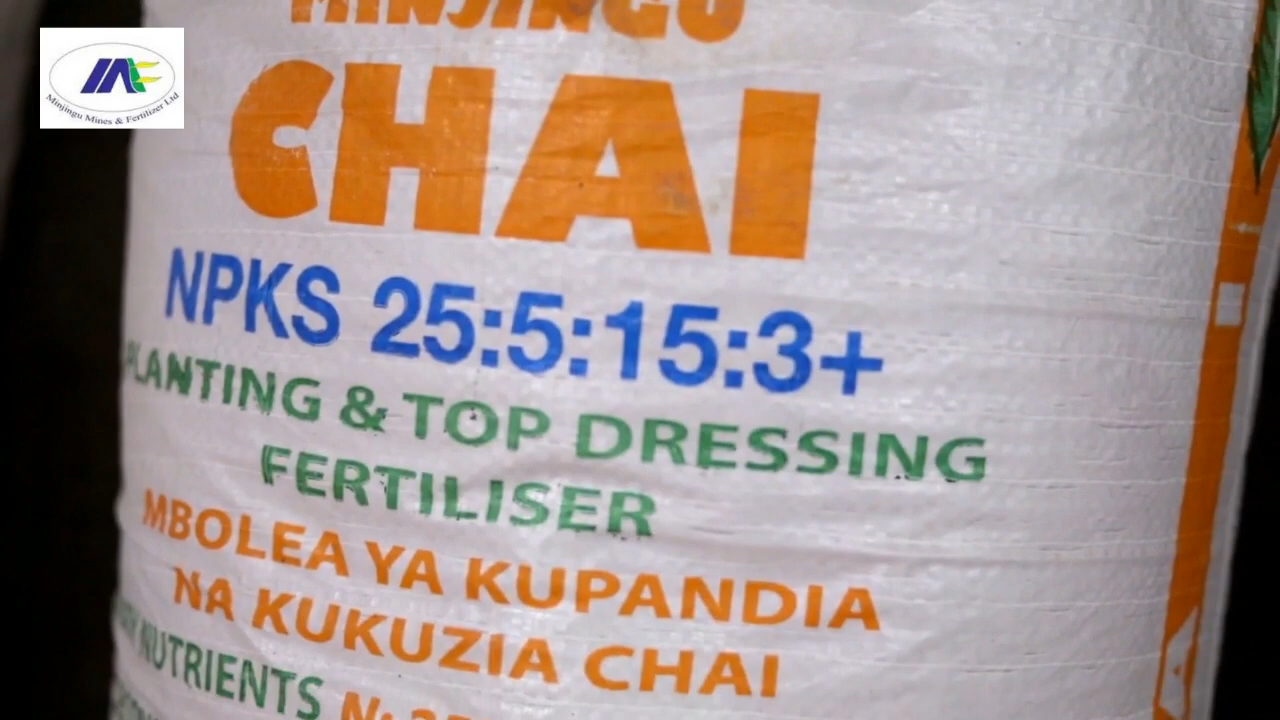 Minjingu Mines & Fertilizer Ltd
MINJINGU
CHAI
NPKS 25:5:15:3+
PLANTING & TOP DRESSING
FERTILISER
MBOLEA YA KUPANDIA
NA KUKUZIA CHAI
NUTRIENTS N: